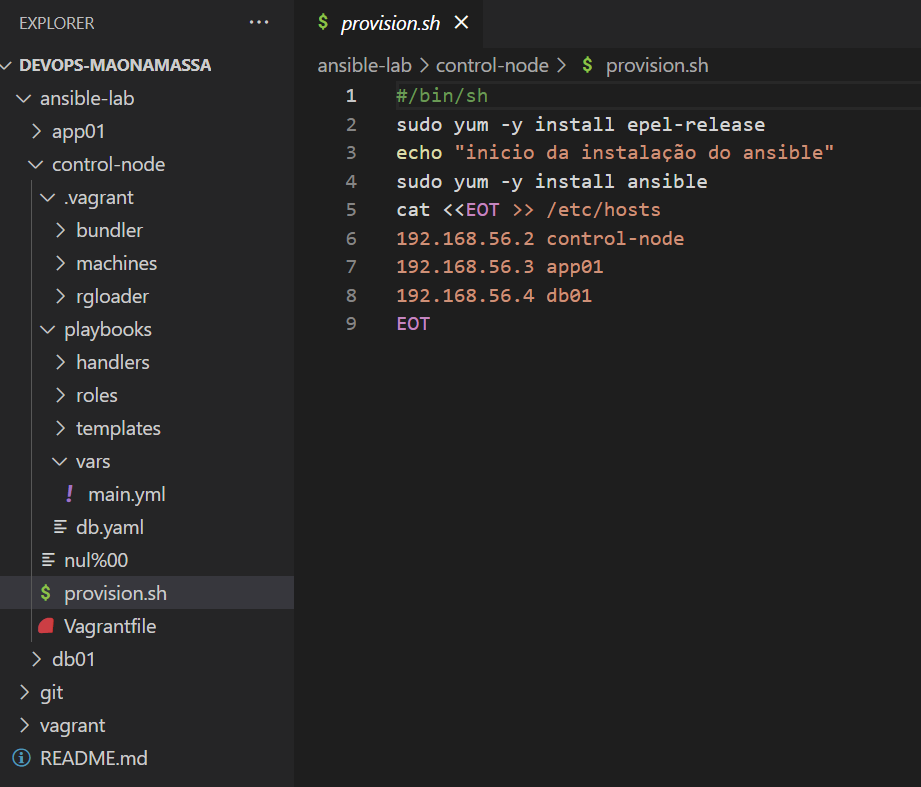 EXPLORER
DEVOPS-MAONAMASSA
ansible-lab
app01
control-node
.vagrant
bundler
machines
rgloader
playbooks
handlers
roles
templates
vars
! main.yml
db.yaml
nul%00
$ provision.sh
Vagrantfile
db01
git
vagrant
README.md
$ provision.sh
ansible-lab > control-node > $ provision.sh
1 #/bin/sh
2 sudo yum -y install epel-release
3 echo "inicio da instalação do ansible"
4 sudo yum -y install ansible
5 cat <<EOT >> /etc/hosts
6 192.168.56.2 control-node
7 192.168.56.3 app01
8 192.168.56.4 db01
9 EOT